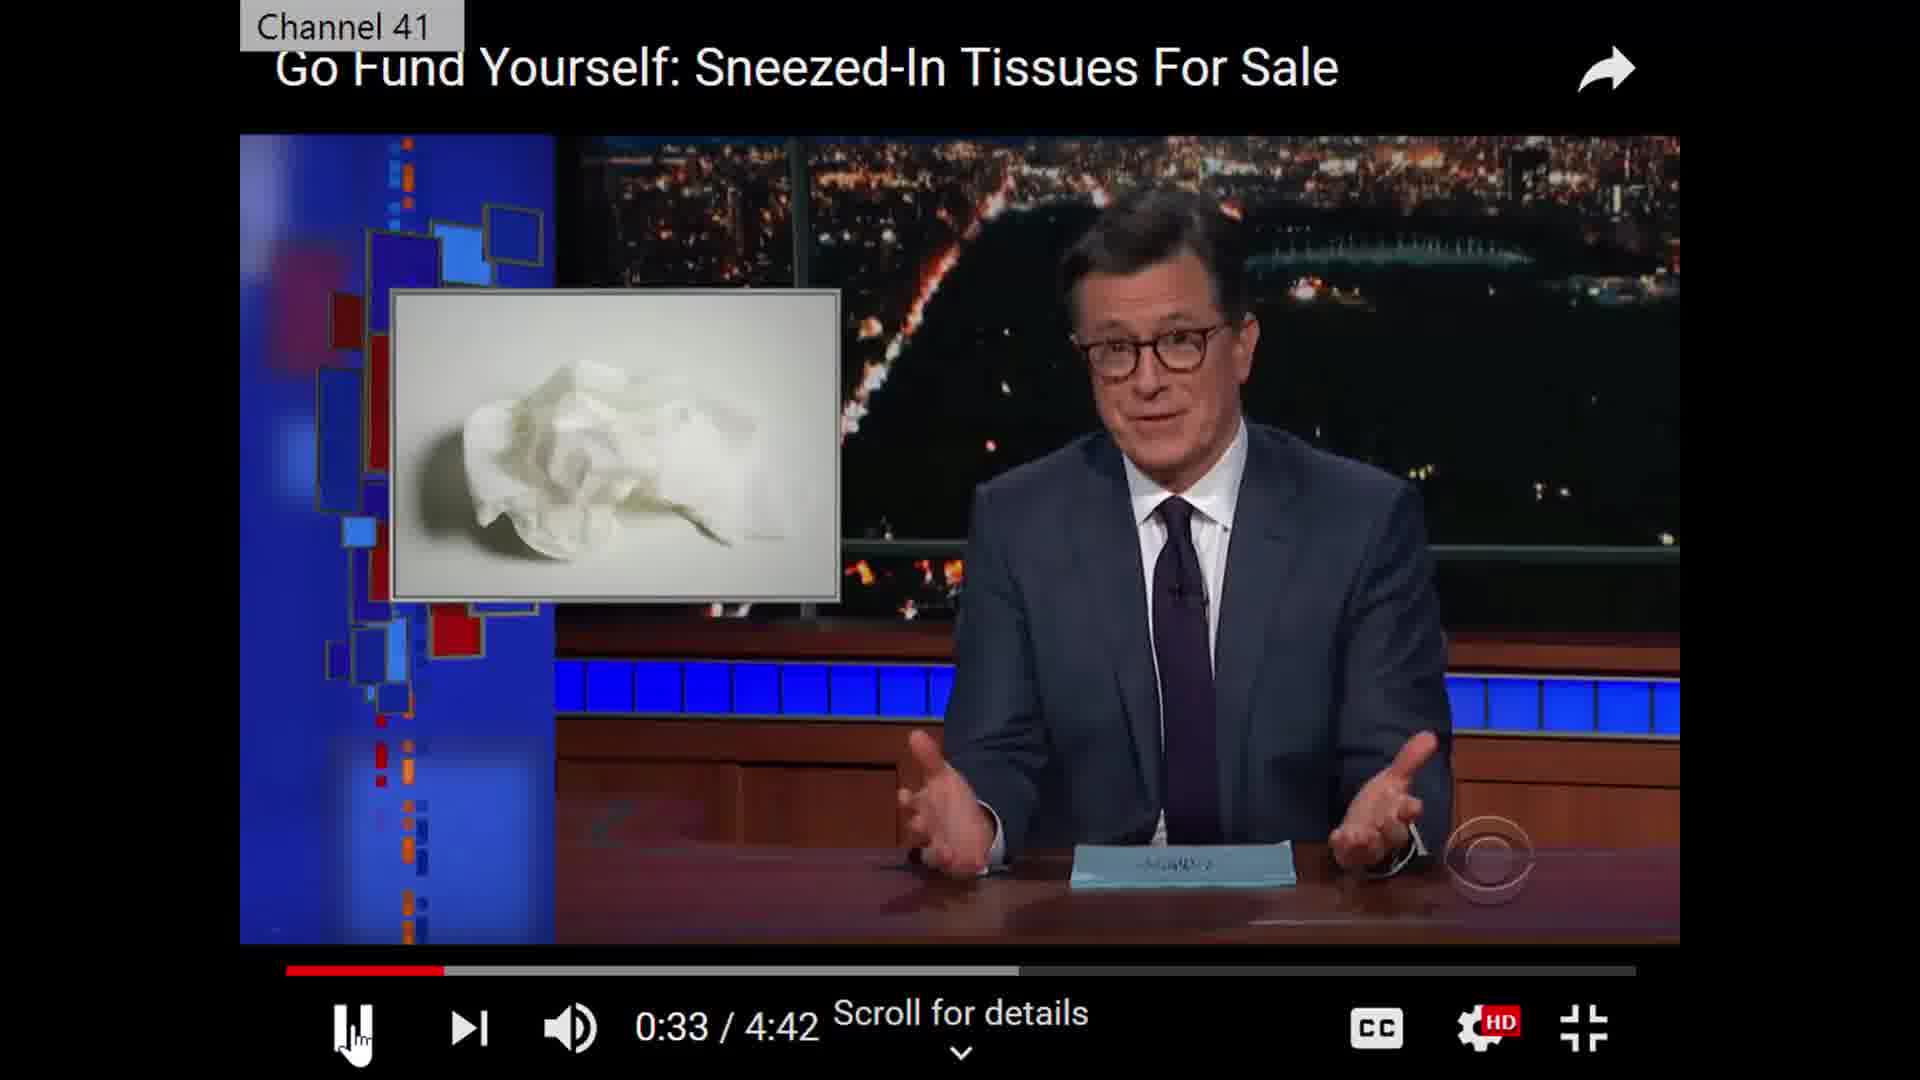 Channel 41
Go Fund Yourself: Sneezed-In Tissues For Sale
0:33 / 4:42
Scroll for details
CC
HD